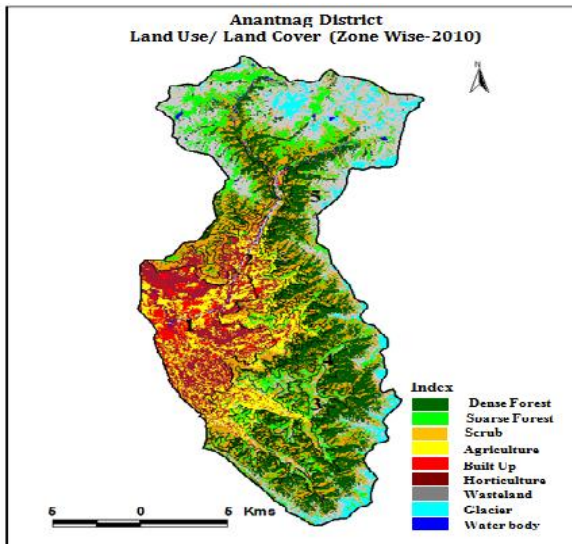 Anantnag District
Land Use/ Land Cover (Zone Wise-2010)
N
5
2
1
4
3
Index
Dense Forest
Sparse Forest
Scrub
Agriculture
Built Up
Horticulture
Wasteland
Glacier
Water body
5 0 5 Kms